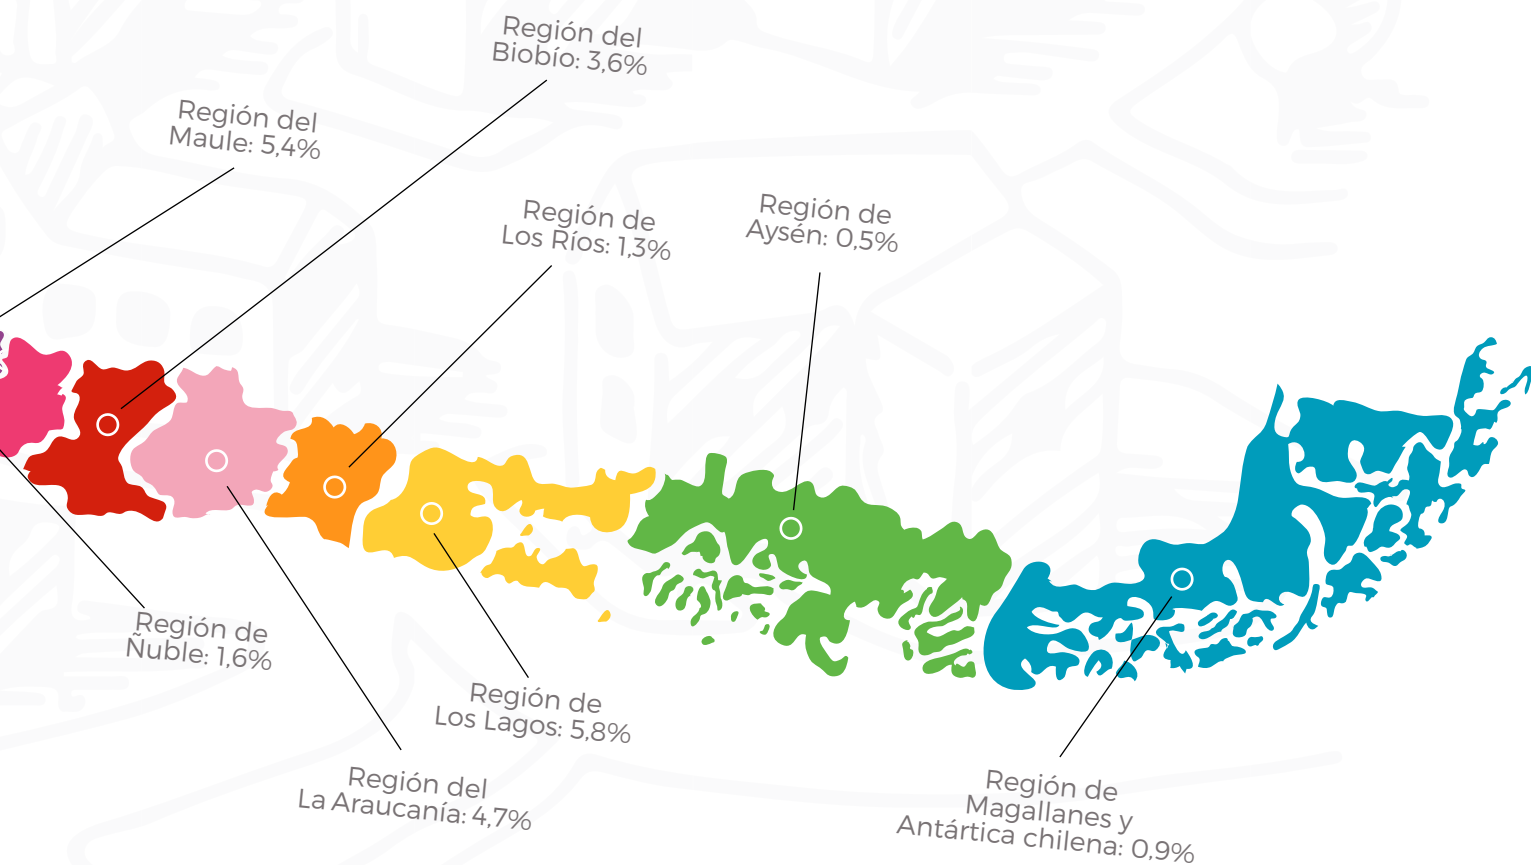 Región del
Biobío: 3,6%
Región del
Maule: 5,4%
Región de
Los Ríos: 1,3%
Región de
Aysén: 0,5%
Región de
Ñuble: 1,6%
Región de
Los Lagos: 5,8%
Región del
La Araucanía: 4,7%
Región de
Magallanes y
Antártica chilena: 0,9%